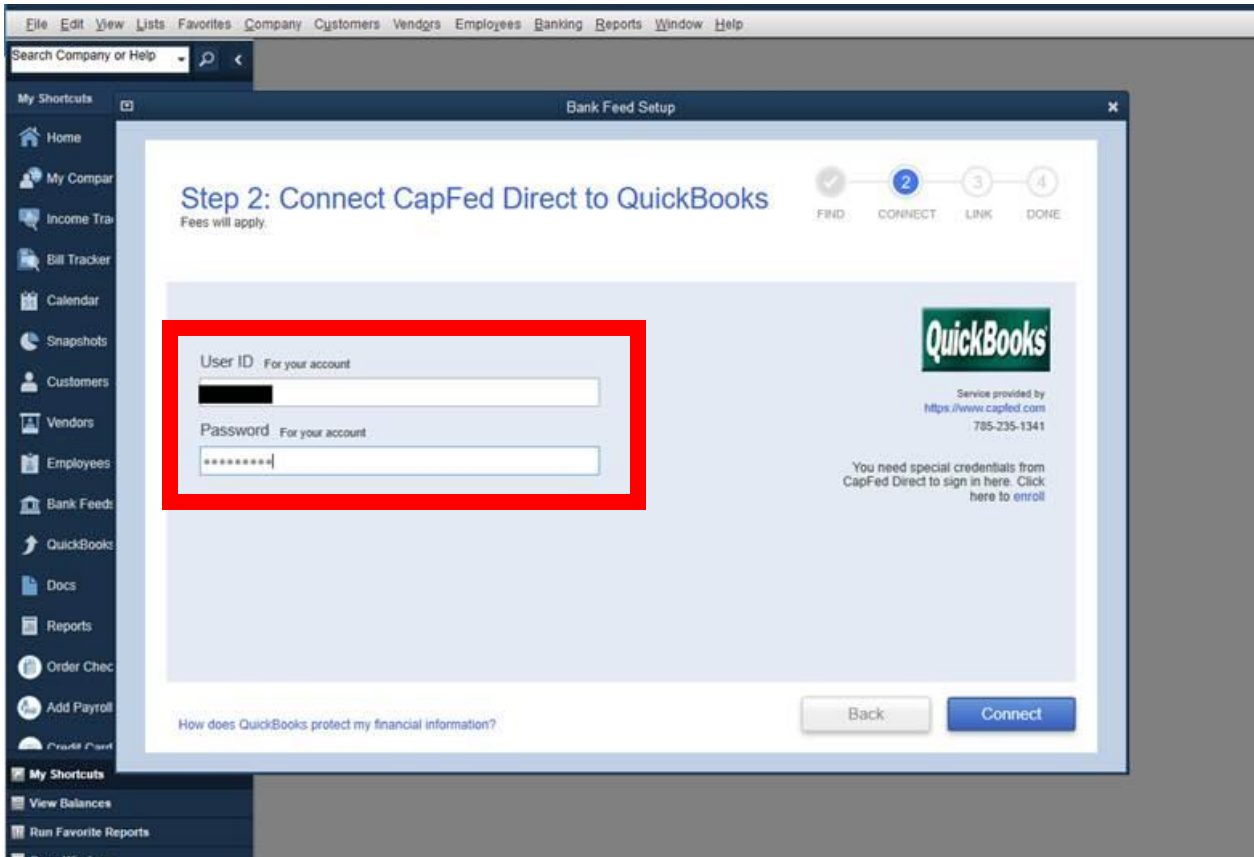 File Edit View Lists Favorites Company Customers Vendors Employees Banking Reports Window Help
Search Company or Help
My Shortcuts
Home
My Compar
Income Tra
Bill Tracker
Calendar
Snapshots
Customers
Vendors
Employees
Bank Feeds
QuickBooks
Docs
Reports
Order Chec
Add Payroll
Credit Card
My Shortcuts
View Balances
Run Favorite Reports
Bank Feed Setup
Step 2: Connect CapFed Direct to QuickBooks
Fees will apply.
2 3 4
FIND CONNECT LINK DONE
User ID For your account
Password For your account
*********
QuickBooks
Service provided by
https://www.capfed.com
785-235-1341
You need special credentials from
CapFed Direct to sign in here. Click
here to enroll
How does QuickBooks protect my financial information?
Back Connect